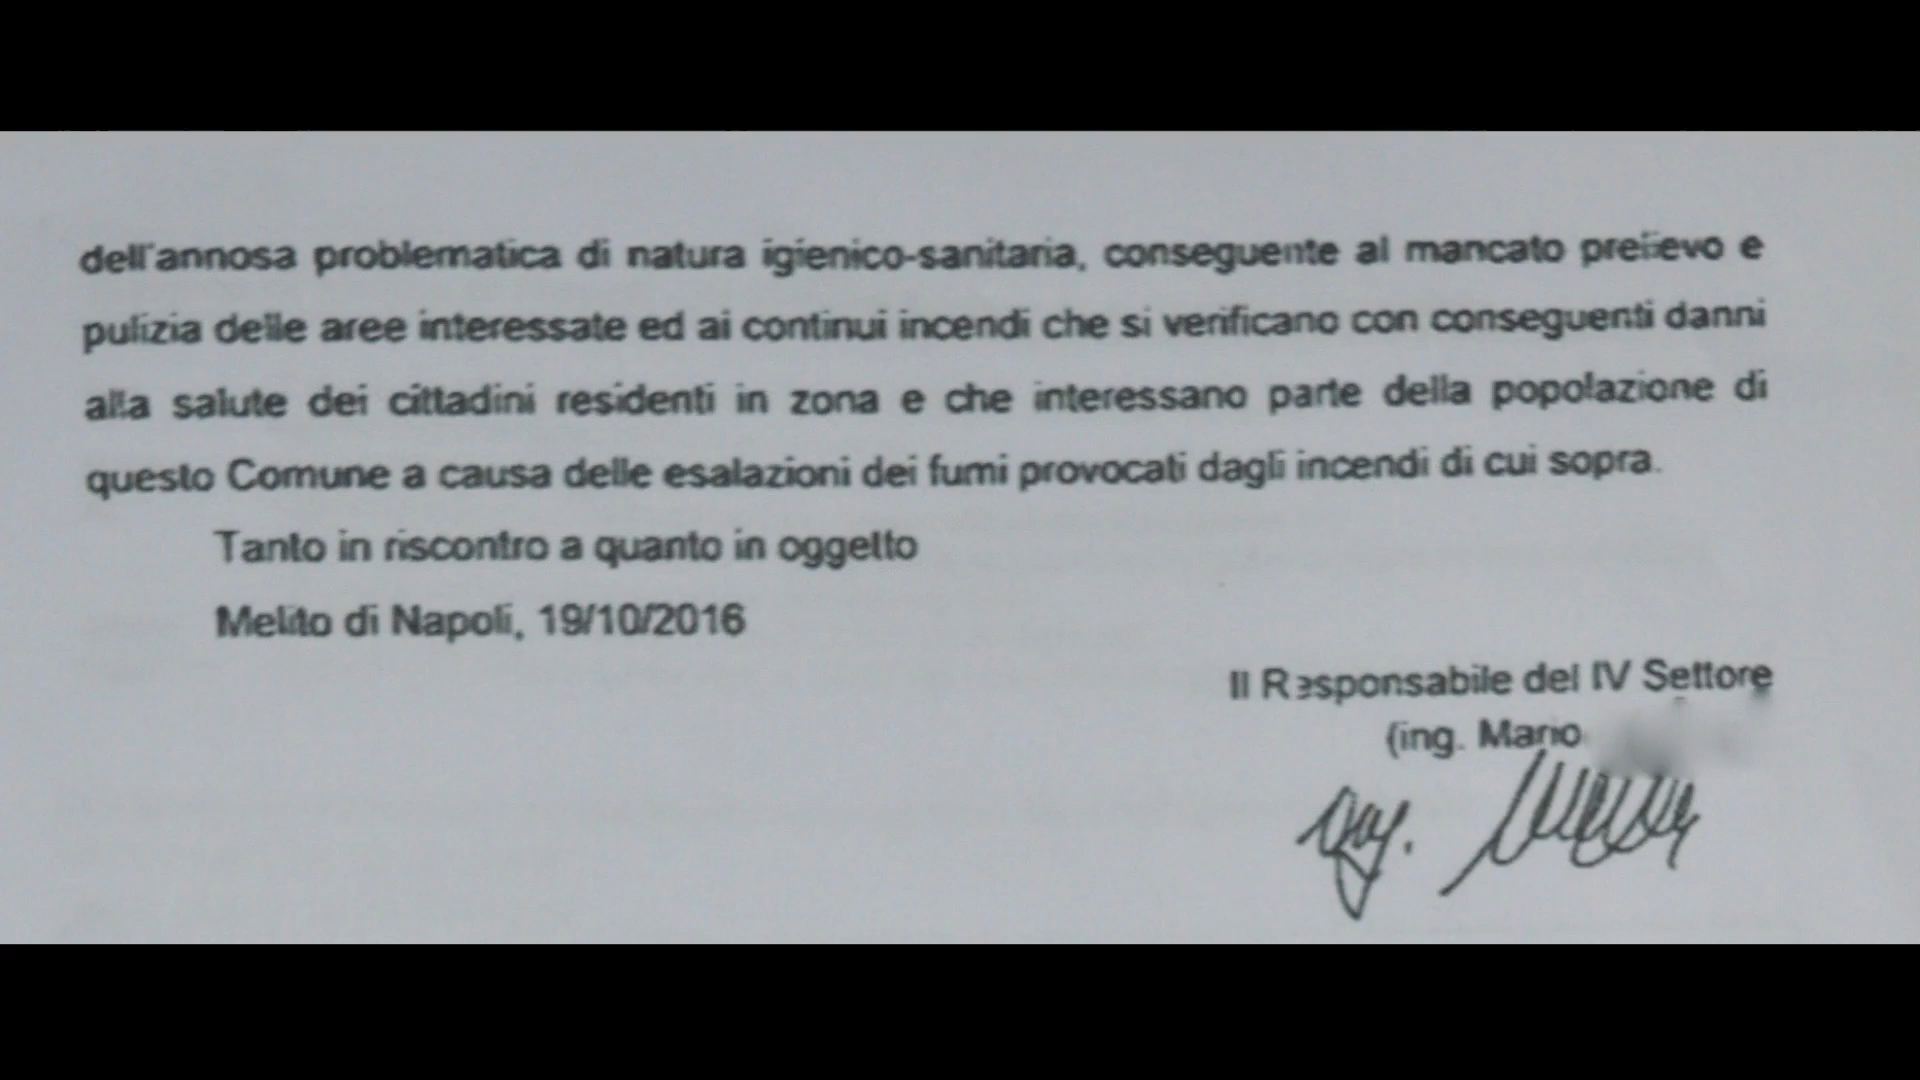 dell'annosa problematica di natura igienico-sanitaria, conseguente al mancato prelievo e
pulizia delle aree interessate ed ai continui incendi che si verificano con conseguenti danni
alla salute dei cittadini residenti in zona e che interessano parte della popolazione di
questo Comune a causa delle esalazioni dei fumi provocati dagli incendi di cui sopra.
Tanto in riscontro a quanto in oggetto
Melito di Napoli, 19/10/2016
Il Responsabile del IV Settore
(ing. Mario